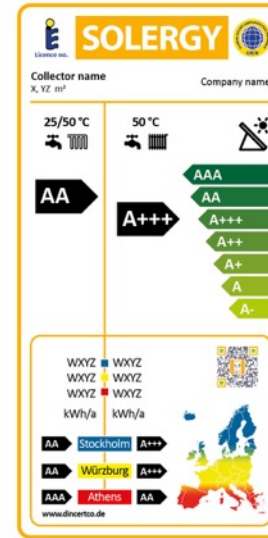 SOLERGY
Licence no.
Collector name
Company name
X, YZ m²
25/50 °C
50 °C
AAA
AA
AA
A+++
A+++
A++
A+
A
A-
WXYZ WXYZ
WXYZ WXYZ
WXYZ WXYZ
kWh/a kWh/a
AA Stockholm A+++
AA Würzburg A+++
AAA Athens AA
www.dincertco.de